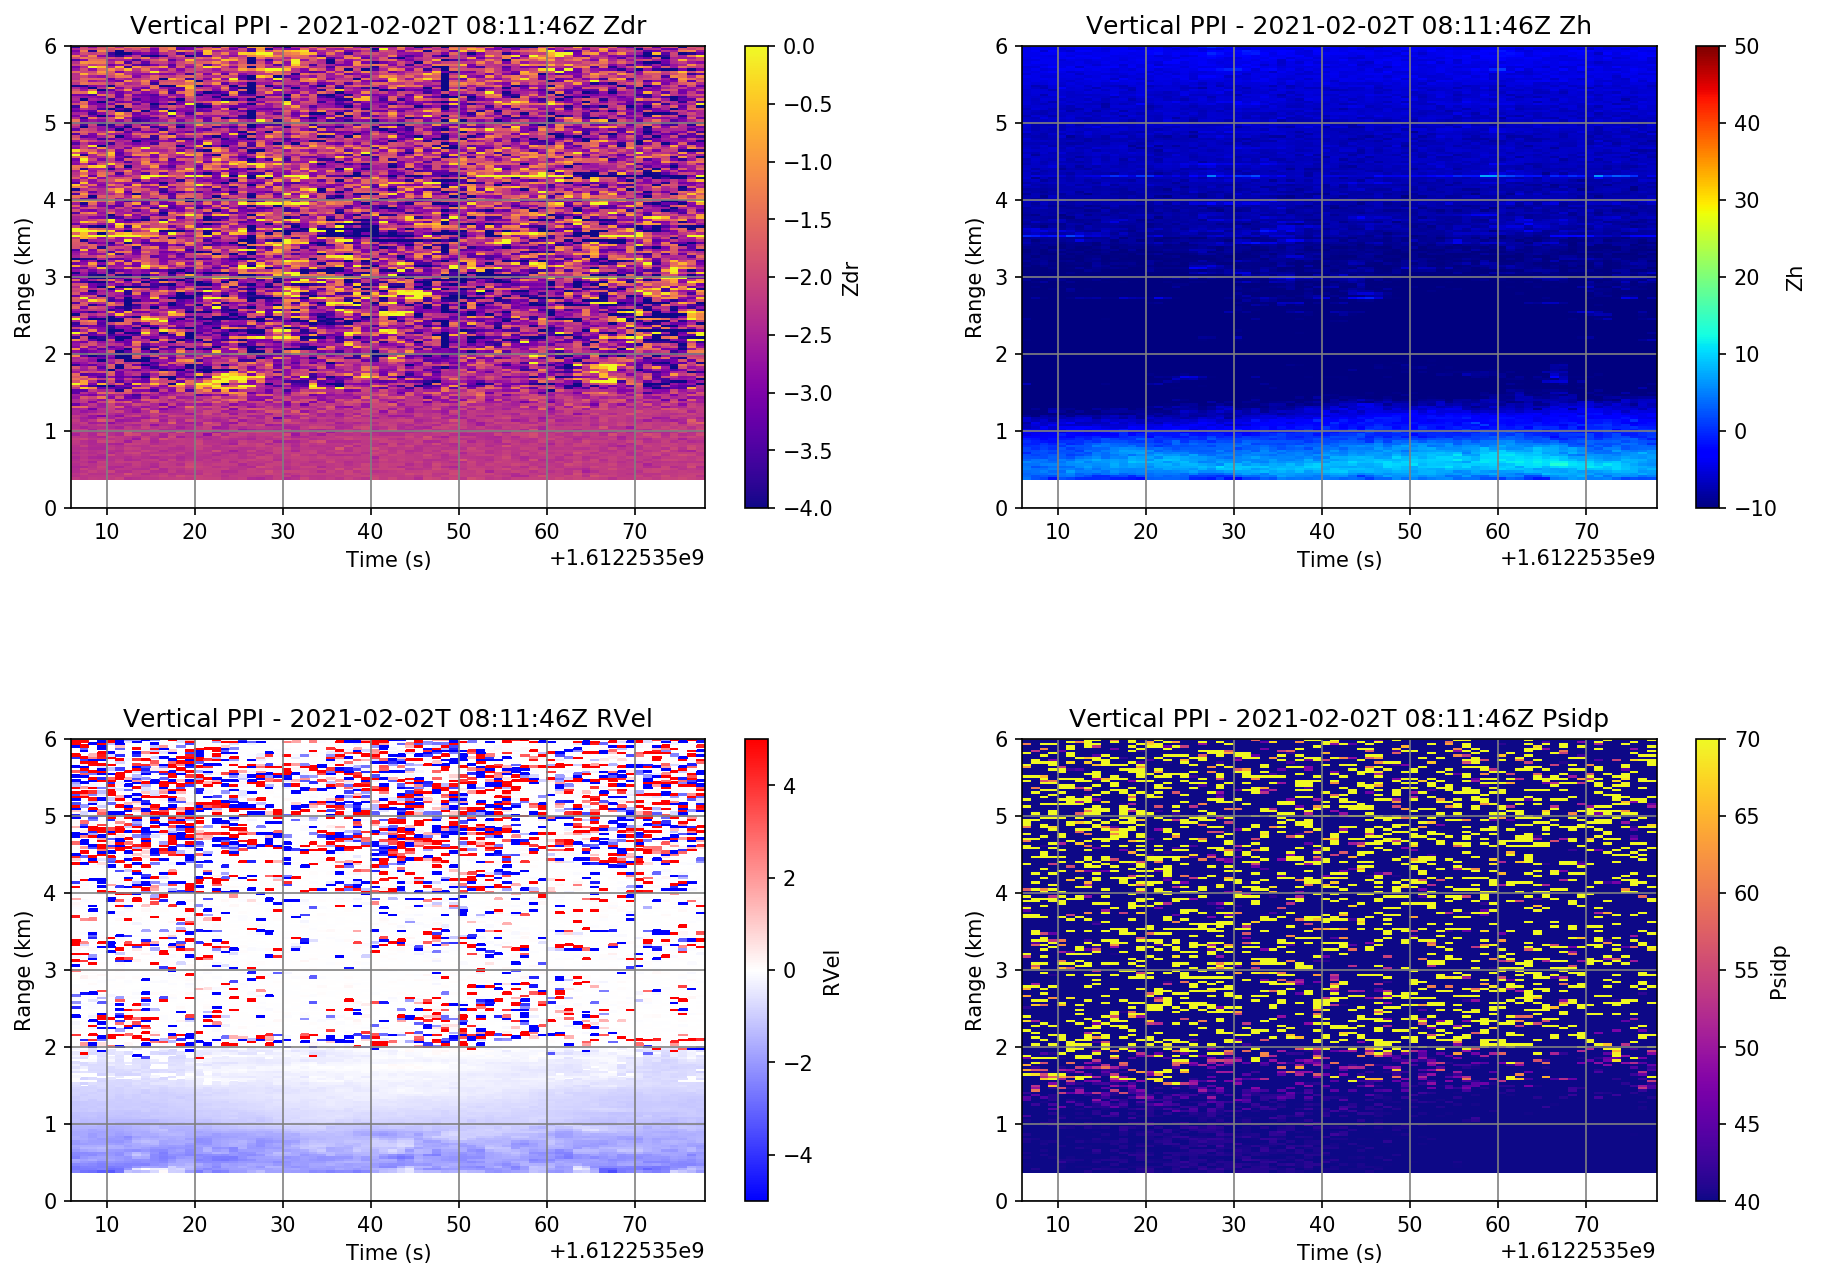 Vertical PPI - 2021-02-02T 08:11:46Z Zdr
6
5
4
3
2
1
0
Range (km)
10 20 30 40 50 60 70
Time (s)
+1.6122535e9
0.0
−0.5
−1.0
−1.5
−2.0
−2.5
−3.0
−3.5
−4.0
Zdr
Vertical PPI - 2021-02-02T 08:11:46Z Zh
6
5
4
3
2
1
0
Range (km)
10 20 30 40 50 60 70
Time (s)
+1.6122535e9
50
40
30
20
10
0
−10
Zh
Vertical PPI - 2021-02-02T 08:11:46Z RVel
6
5
4
3
2
1
0
Range (km)
10 20 30 40 50 60 70
Time (s)
+1.6122535e9
4
2
0
−2
−4
RVel
Vertical PPI - 2021-02-02T 08:11:46Z Psidp
6
5
4
3
2
1
0
Range (km)
10 20 30 40 50 60 70
Time (s)
+1.6122535e9
70
65
60
55
50
45
40
Psidp